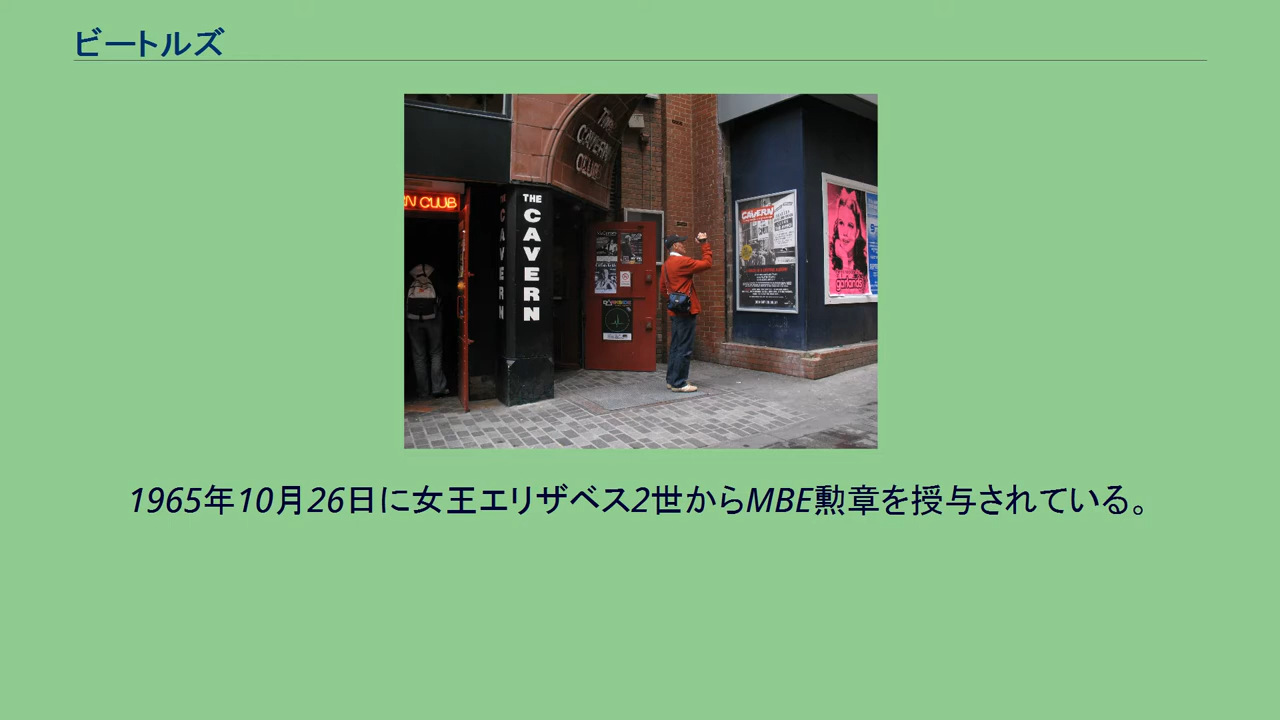 ビートルズ
THE CAVERN CLUB
N CLUB
THE CAVERN
CAVERN
CAVERN
garlands
1965年10月26日に女王エリザベス2世からMBE勲章を授与されている。